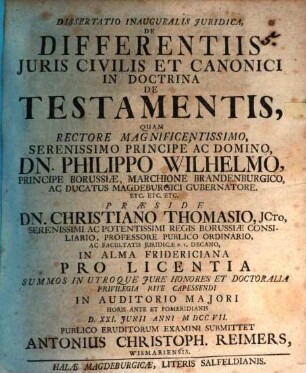 DISSERTATIO INAUGURALIS JURIDICA,
DE
DIFFERENTIIS
JURIS CIVILIS ET CANONICI
IN DOCTRINA
DE
TESTAMENTIS,
QUAM
RECTORE MAGNIFICENTISSIMO,
SERENISSIMO PRINCIPE AC DOMINO,
DN. PHILIPPO WILHELMO,
PRINCIPE BORUSSIÆ, MARCHIONE BRANDENBURGICO,
AC DUCATUS MAGDEBURGICI GUBERNATORE,
ETC. ETC. ETC.
PRÆSIDE
DN. CHRISTIANO THOMASIO, JCTO,
SERENISSIMI AC POTENTISSIMI REGIS BORUSSIÆ CONSI-
LIARIO, PROFESSORE PUBLICO ORDINARIO,
AC FACULTATIS JURIDICÆ P. T. DECANO,
IN ALMA FRIDERICIANA
PRO LICENTIA
SUMMOS IN UTROQUE JURE HONORES ET DOCTORALIA
PRIVILEGIA RITE CAPESSENDI
IN AUDITORIO MAJORI
HORIS ANTE ET POMERIDIANIS
D. XXI. JUNII ANNI MDCCVII.
PUBLICO ERUDITORUM EXAMINI SUBMITTET
ANTONIUS CHRISTOPH. REIMERS,
WISMARIENSIS.
HALÆ MAGDEBURGICÆ, LITERIS SALFELDIANIS.